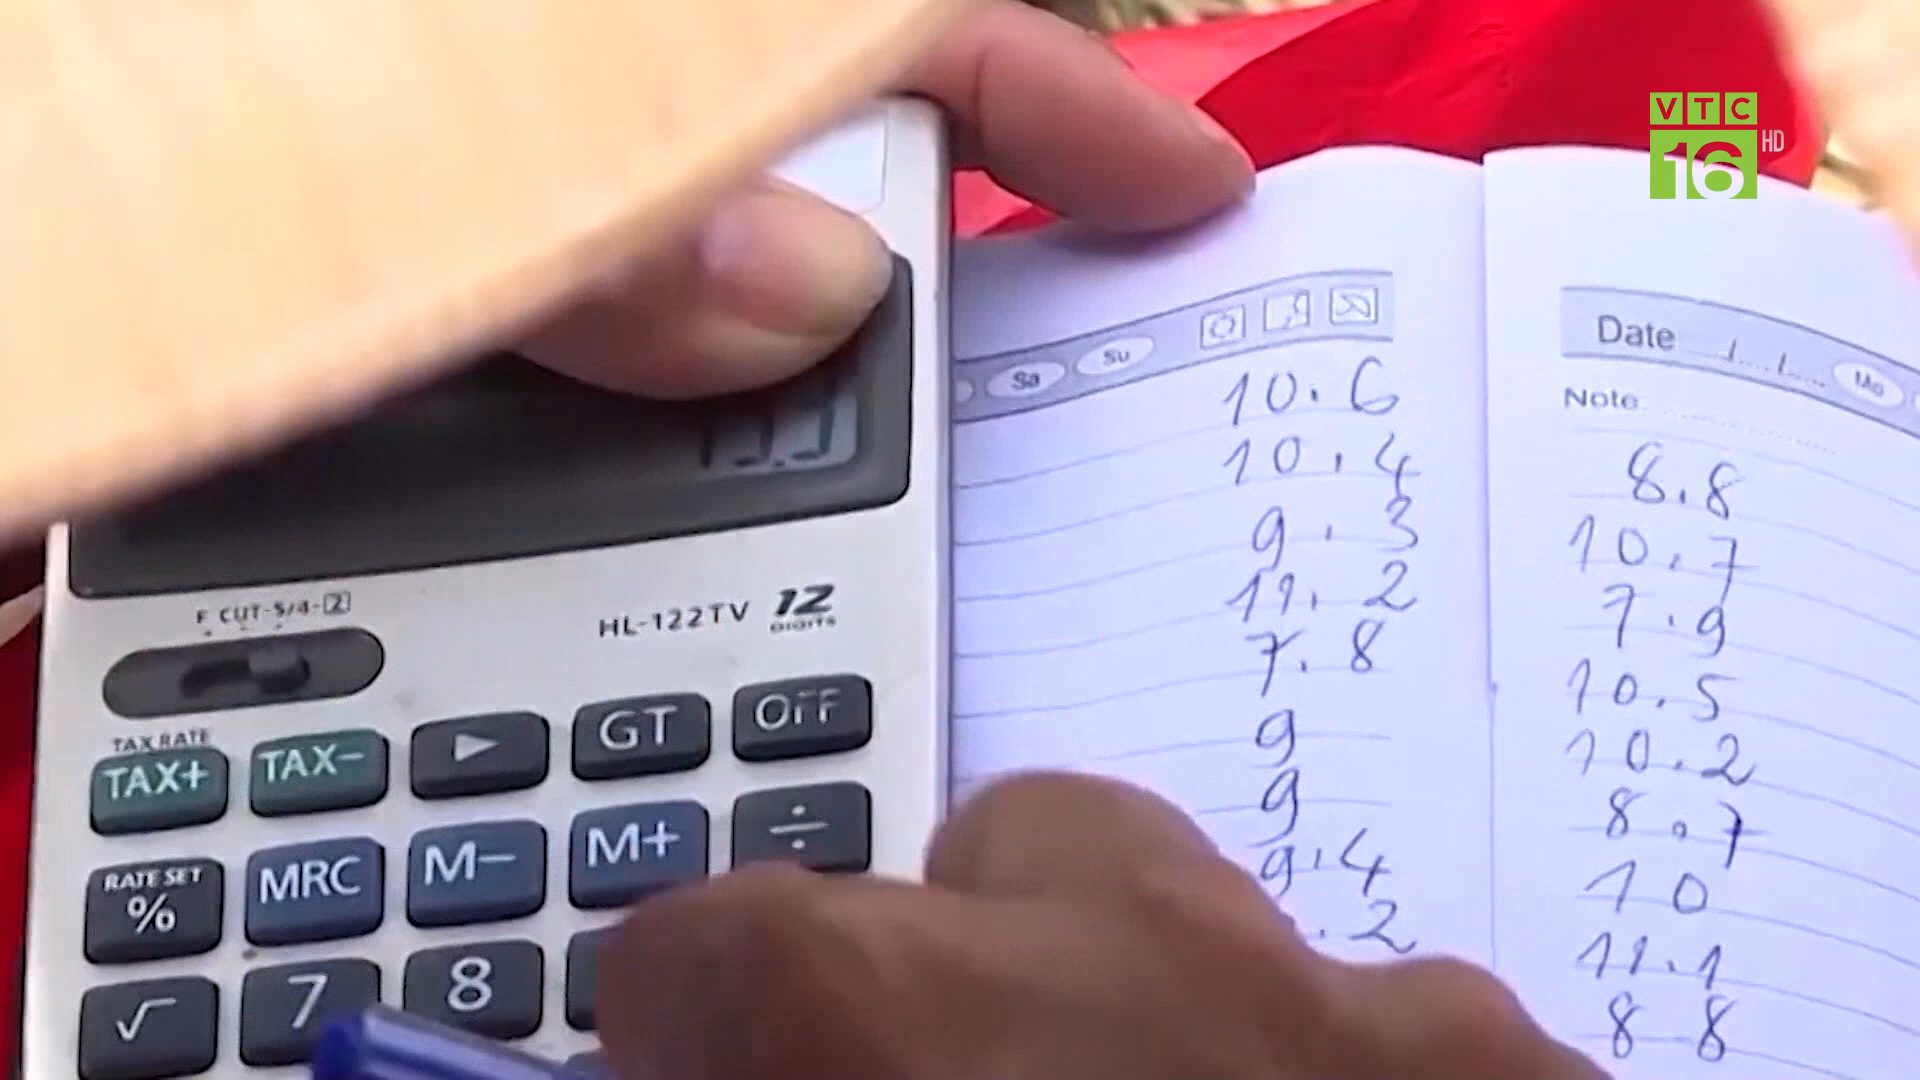 VTC
16 HD
F CUT-5/4-2
HL-122TV 12
DIGITS
TAX RATE
TAX+ TAX− ▶ GT OFF
RATE SET
% MRC M− M+ ÷
√ 7 8
Sa Su
10.6
10.4
9.3
11.2
7.8
9
9
9.4
.2
Date
Mo
Note
8.8
10.7
7.9
10.5
10.2
8.7
10
11.1
8-8